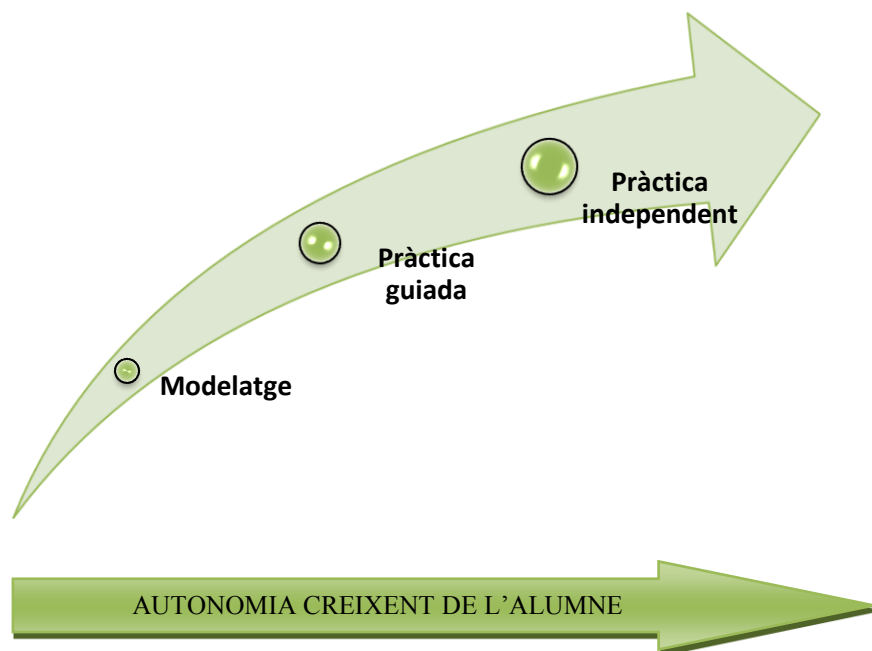 Pràctica
independent
Pràctica
guiada
Modelatge
AUTONOMIA CREIXENT DE L’ALUMNE